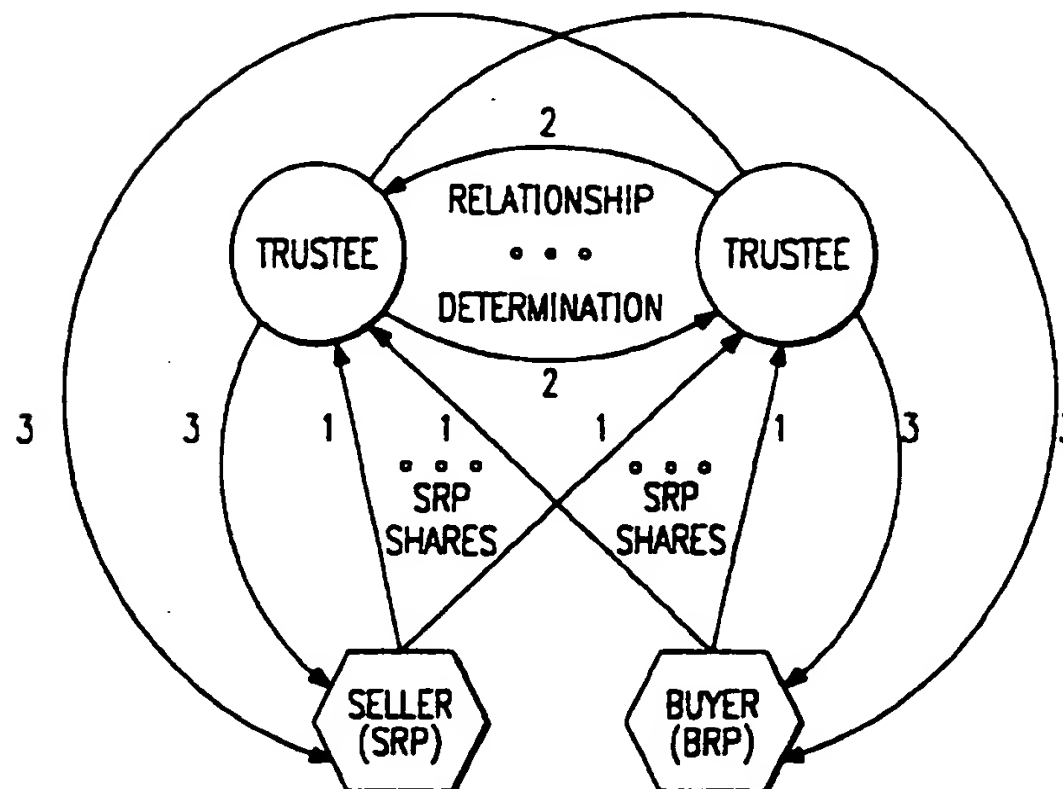 2
RELATIONSHIP
TRUSTEE
TRUSTEE
DETERMINATION
2
3
3
1
1
1
1
3
3
SRP
SHARES
SRP
SHARES
SELLER
(SRP)
BUYER
(BRP)